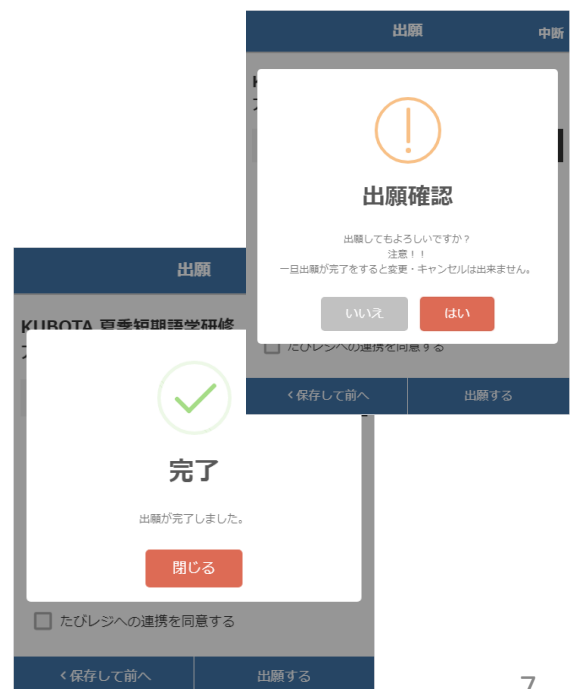 出願
中断
K
出願確認
出願してもよろしいですか？
注意！！
一旦出願が完了をすると変更・キャンセルは出来ません。
いいえ
はい
たびレジへの連携を同意する
く保存して前へ
出願する
出願
KUBOTA 夏季短期語学研修
完了
出願が完了しました。
閉じる
たびレジへの連携を同意する
く保存して前へ
出願する
7